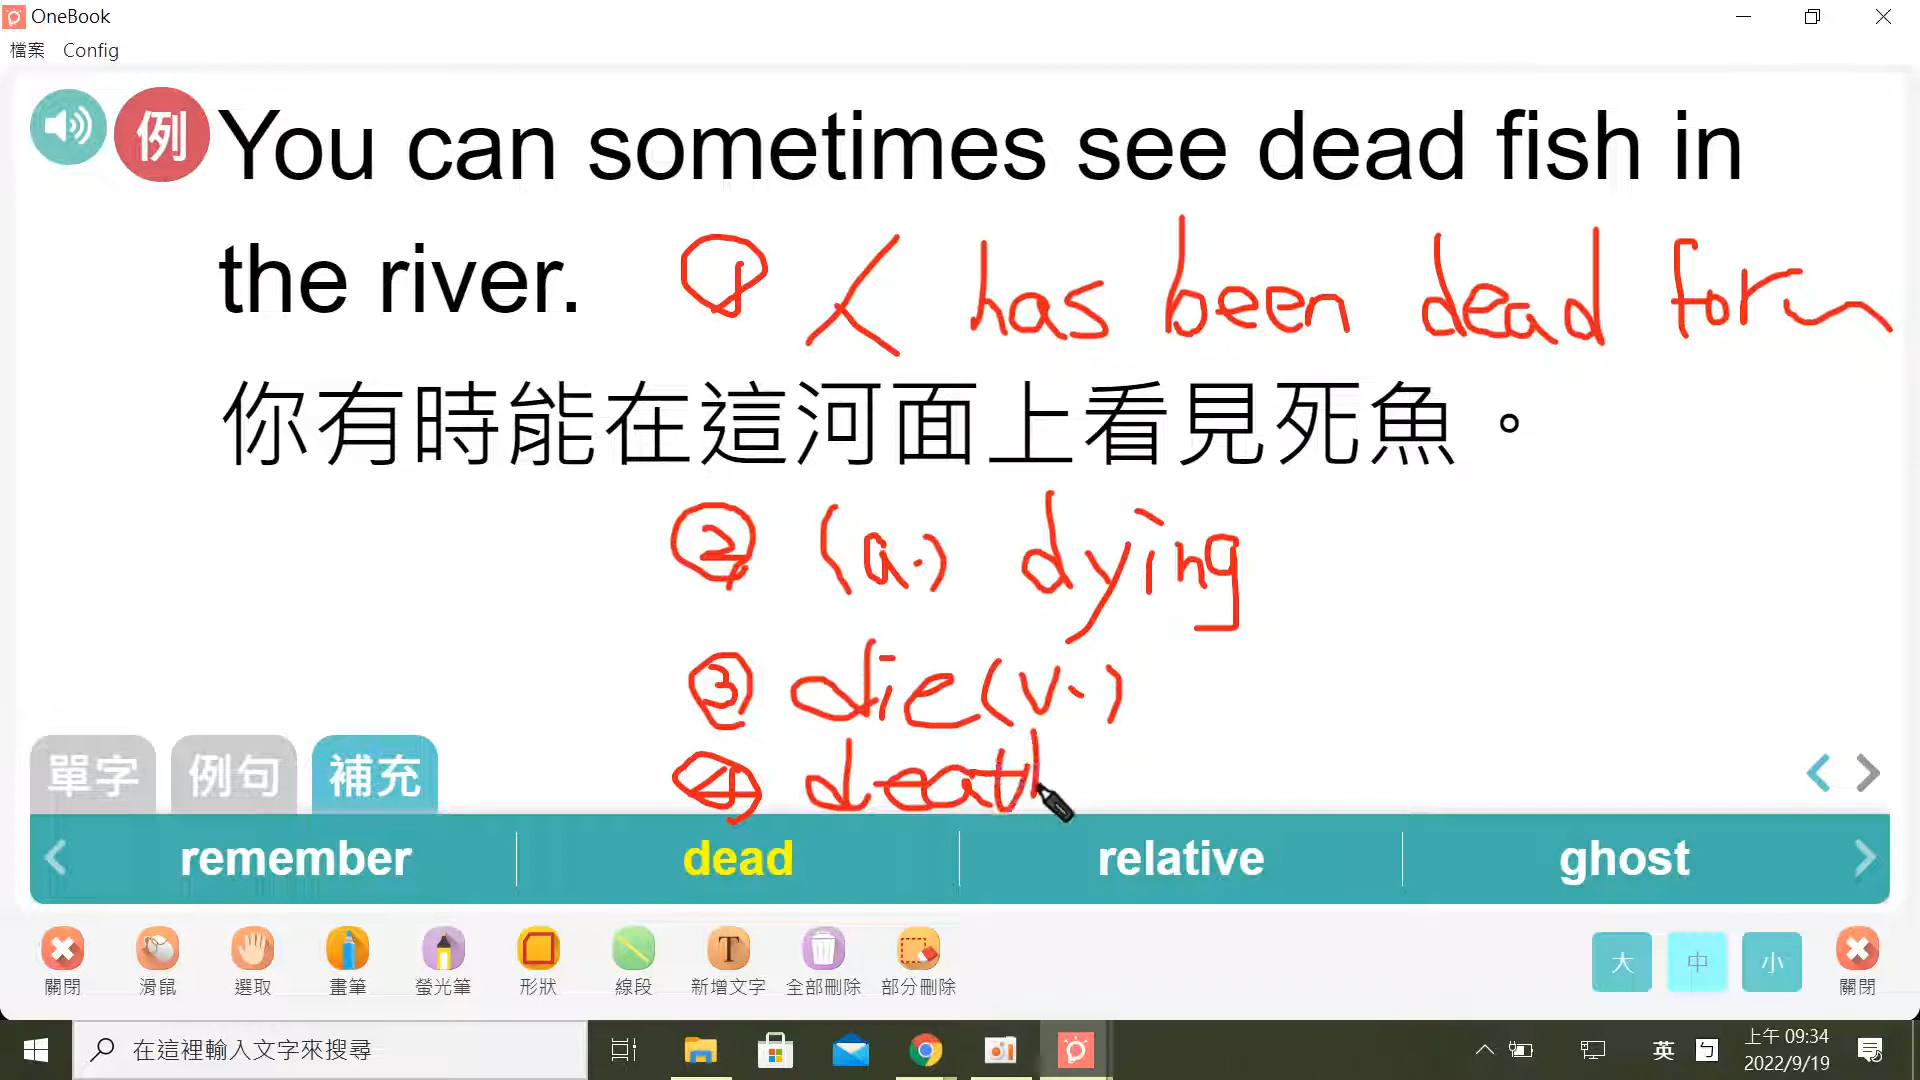 OneBook
檔案 Config
例 You can sometimes see dead fish in
the river.
① 人 has been dead for~
你有時能在這河面上看見死魚。
② (a.) dying
③ die (v.)
④ death
單字 例句 補充
remember dead relative ghost
關閉 滑鼠 選取 畫筆 螢光筆 形狀 線段 新增文字 全部刪除 部分刪除 大 中 小 關閉
在這裡輸入文字來搜尋
英 ㄅ 上午 09:34
2022/9/19